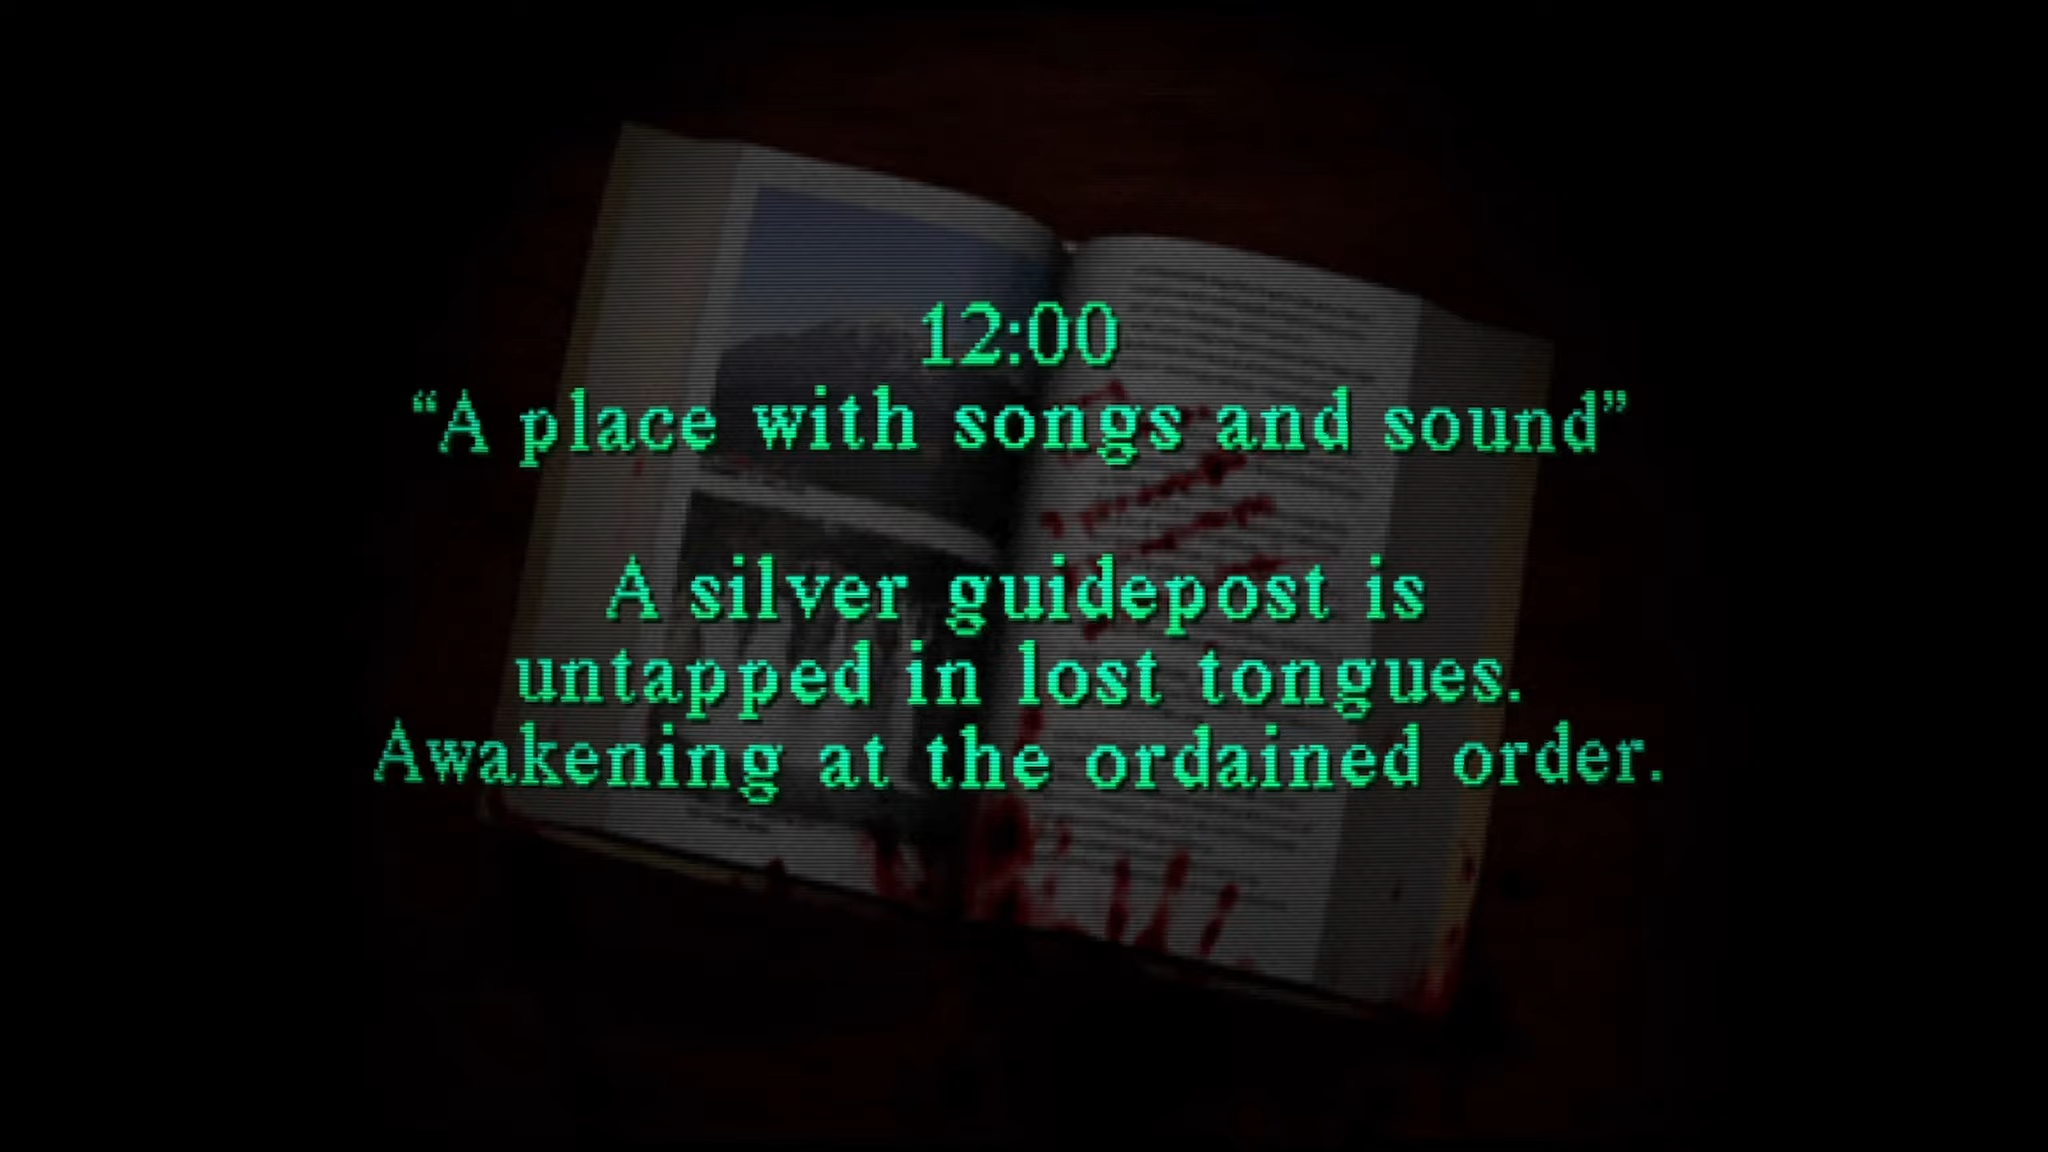 12:00
“A place with songs and sound”
A silver guidepost is
untapped in lost tongues.
Awakening at the ordained order.